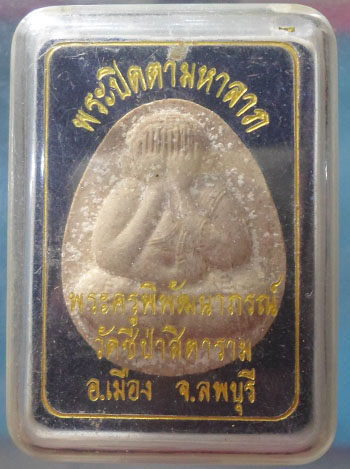 พระปิดตามหาลาภ
พระครูพิพัฒนาภรณ์
วัดชีป่าสิตาราม
อ.เมือง จ.ลพบุรี